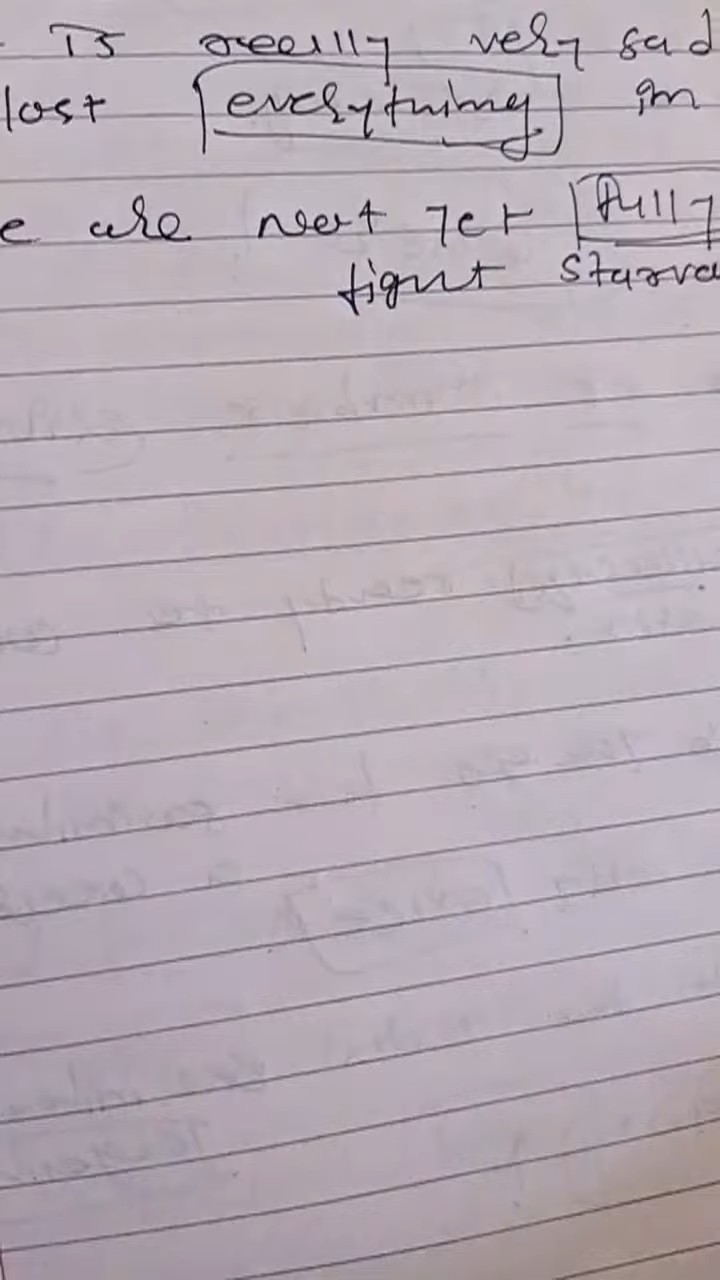 Is really very sad
lost everything in
e are not yet fully
fight starva